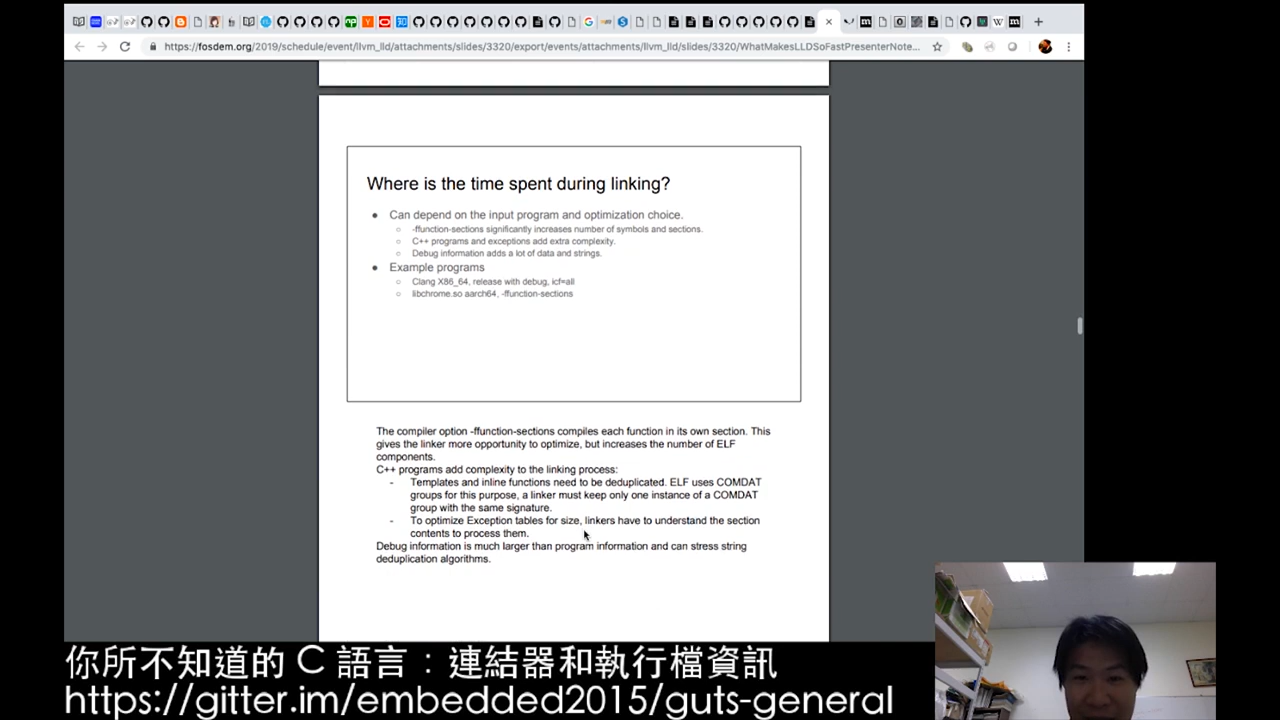 https://fosdem.org/2019/schedule/event/llvm_lld/attachments/slides/3320/export/events/attachments/llvm_lld/slides/3320/WhatMakesLLDSoFastPresenterNote...
Where is the time spent during linking?
● Can depend on the input program and optimization choice.
○ -ffunction-sections significantly increases number of symbols and sections.
○ C++ programs and exceptions add extra complexity.
○ Debug information adds a lot of data and strings.
● Example programs
○ Clang X86_64, release with debug, icf=all
○ libchrome.so aarch64, -ffunction-sections
The compiler option -ffunction-sections compiles each function in its own section. This
gives the linker more opportunity to optimize, but increases the number of ELF
components.
C++ programs add complexity to the linking process:
- Templates and inline functions need to be deduplicated. ELF uses COMDAT
groups for this purpose, a linker must keep only one instance of a COMDAT
group with the same signature.
- To optimize Exception tables for size, linkers have to understand the section
contents to process them.
Debug information is much larger than program information and can stress string
deduplication algorithms.
你所不知道的 C 語言：連結器和執行檔資訊
https://gitter.im/embedded2015/guts-general